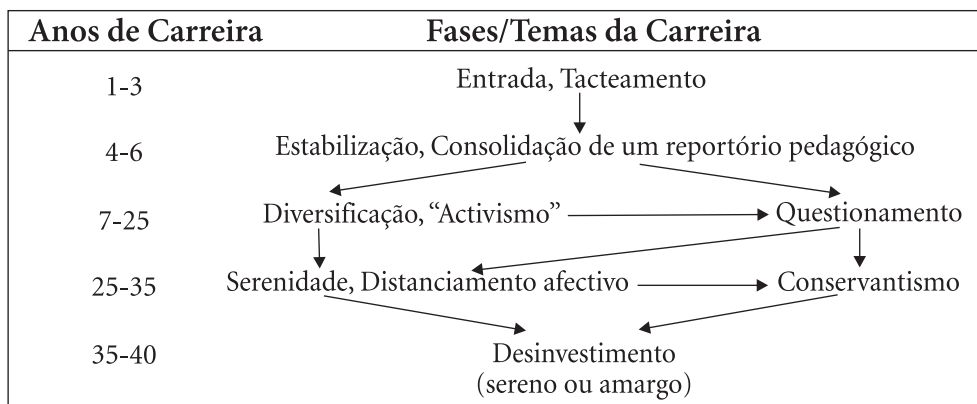 Anos de Carreira Fases/Temas da Carreira
1-3 Entrada, Tacteamento
4-6 Estabilização, Consolidação de um reportório pedagógico
7-25 Diversificação, “Activismo” Questionamento
25-35 Serenidade, Distanciamento afectivo Conservantismo
35-40 Desinvestimento
(sereno ou amargo)